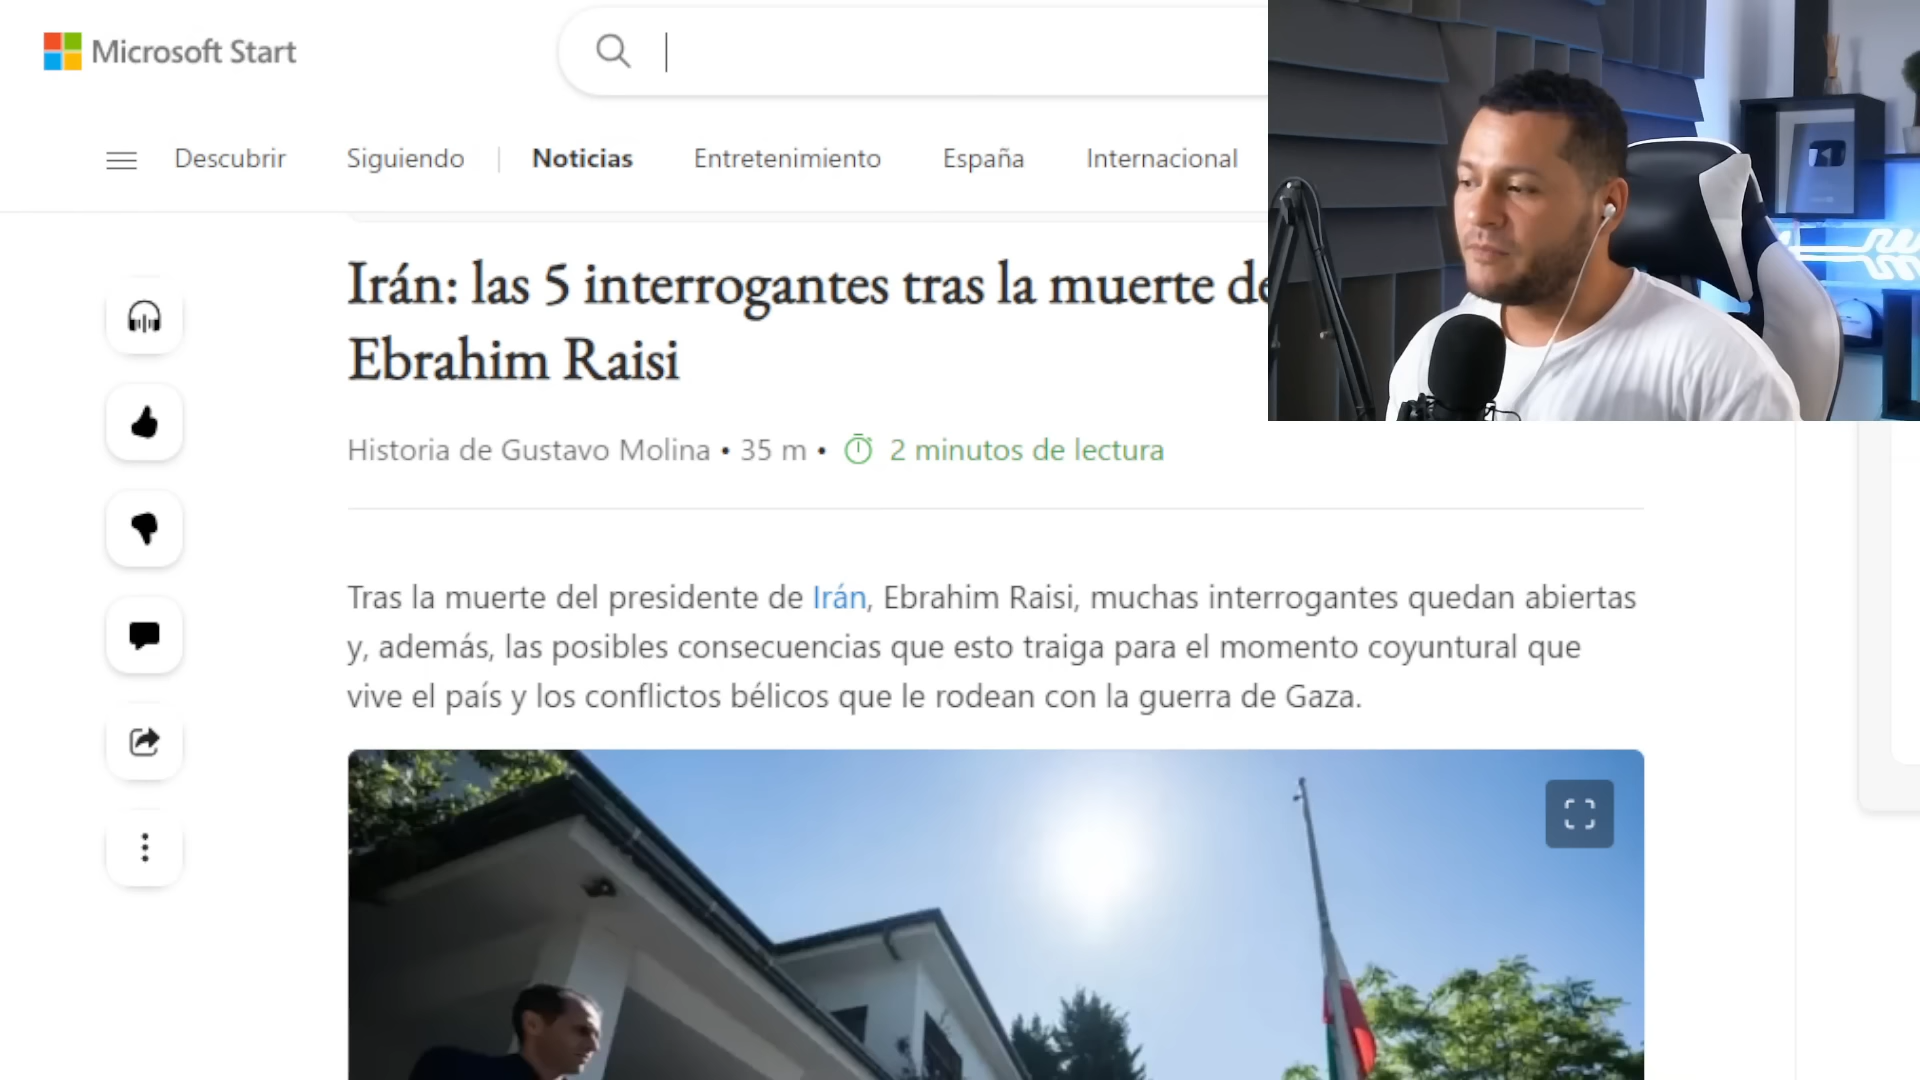 Microsoft Start
Descubrir Siguiendo Noticias Entretenimiento España Internacional
Irán: las 5 interrogantes tras la muerte de
Ebrahim Raisi
Historia de Gustavo Molina • 35 m • 2 minutos de lectura
Tras la muerte del presidente de Irán, Ebrahim Raisi, muchas interrogantes quedan abiertas
y, además, las posibles consecuencias que esto traiga para el momento coyuntural que
vive el país y los conflictos bélicos que le rodean con la guerra de Gaza.